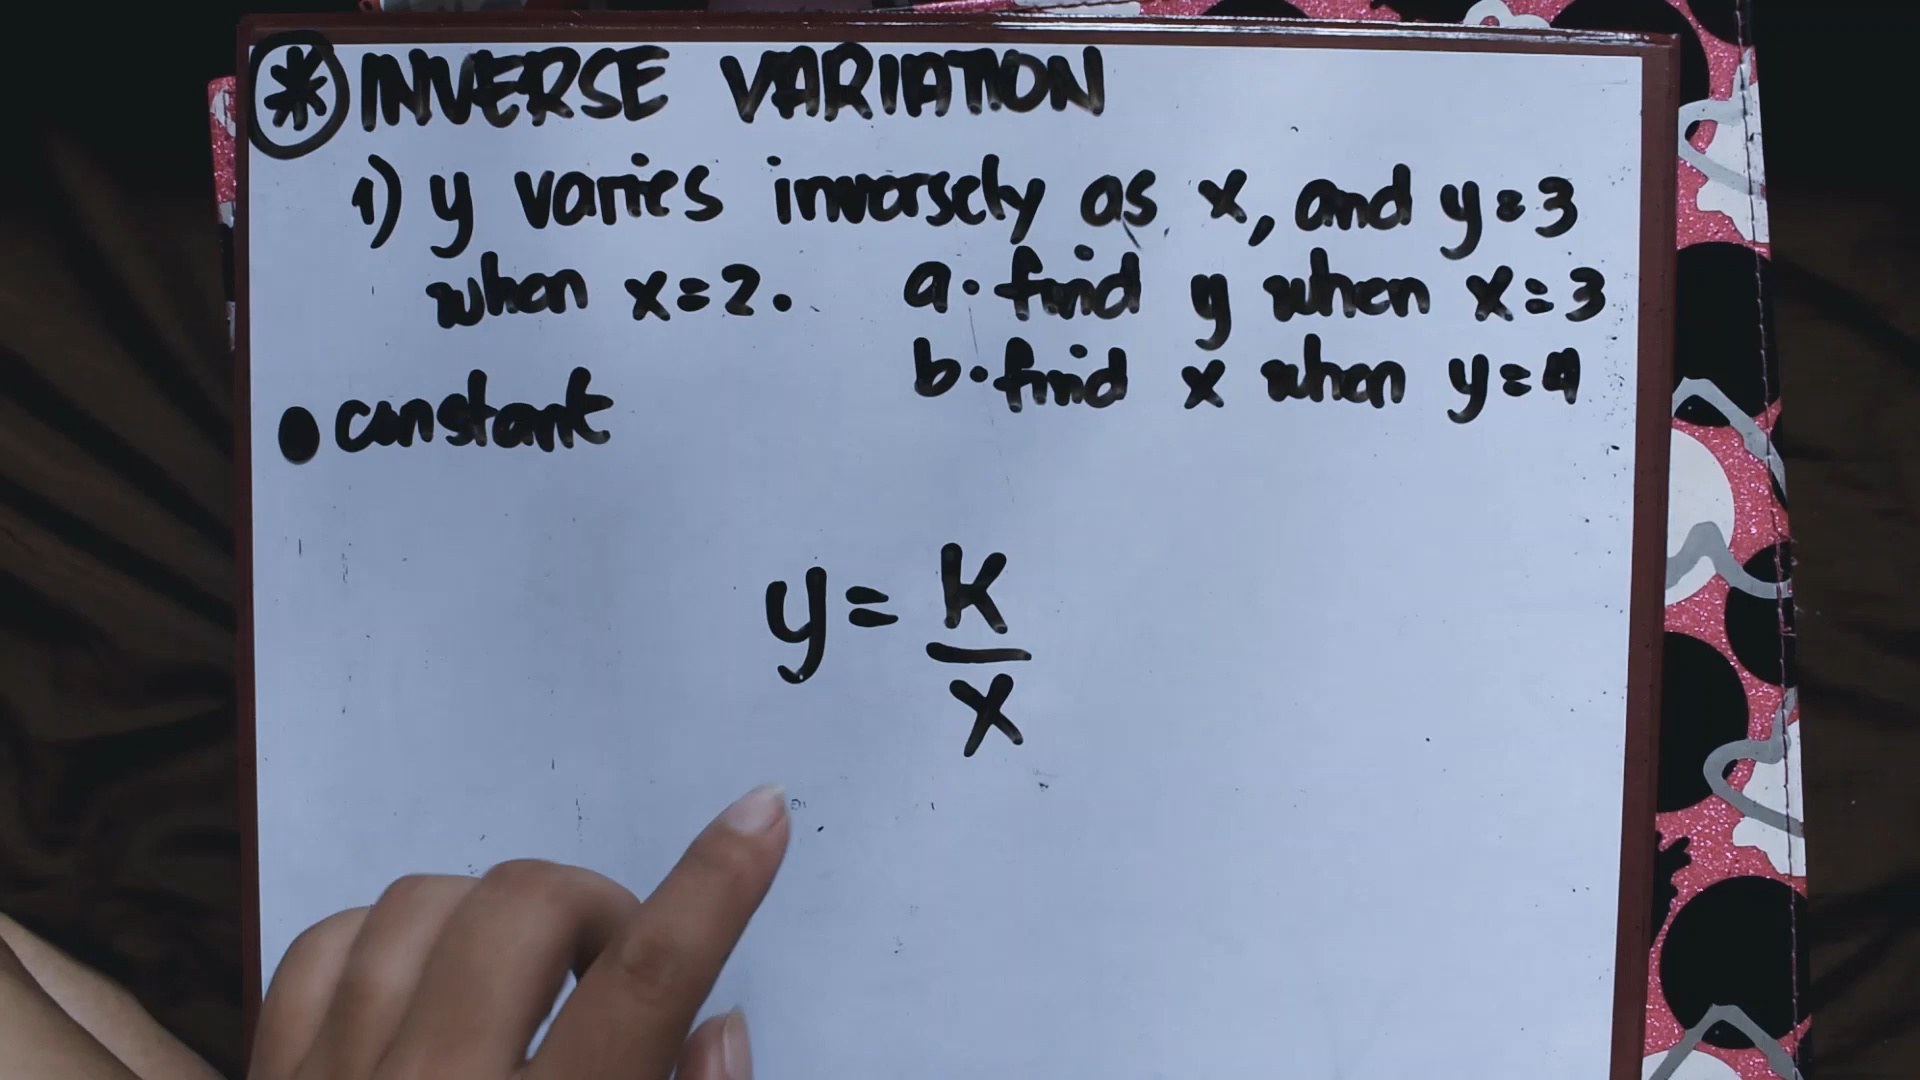 * INVERSE VARIATION
1) y varies inversely as x, and y=3
when x=2. a. find y when x=3
b. find x when y=4
• constant
y = k/x